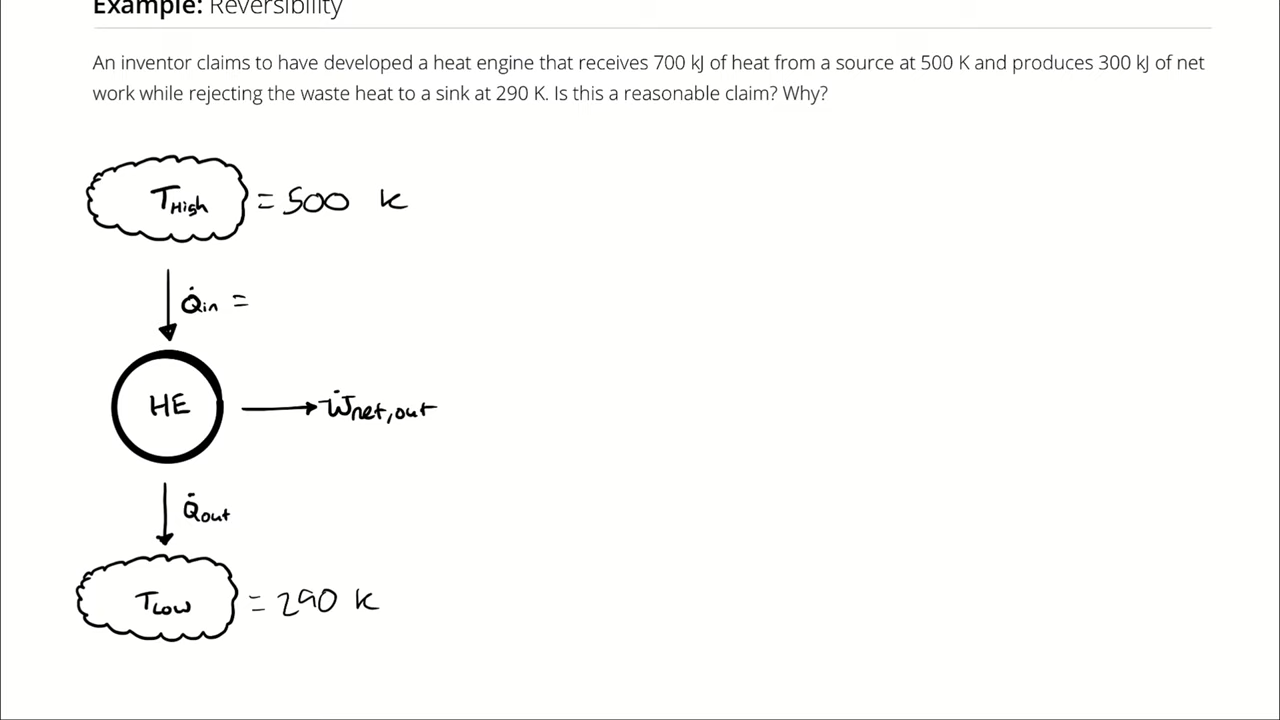 Example: Reversibility
An inventor claims to have developed a heat engine that receives 700 kJ of heat from a source at 500 K and produces 300 kJ of net
work while rejecting the waste heat to a sink at 290 K. Is this a reasonable claim? Why?
THigh = 500 K
Q̇in =
HE
Ẇnet,out
Q̇out
TLow = 290 K